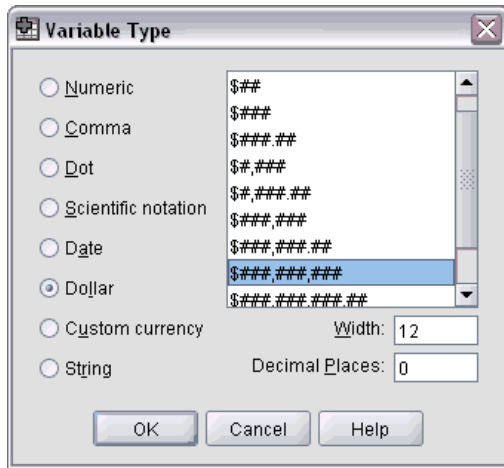 Variable Type
Numeric
Comma
Dot
Scientific notation
Date
Dollar
Custom currency
String
$##
$###
$###.##
$#,###
$#,###.##
$###,###
$###,###.##
$###,###,###
$###,###,###.##
Width: 12
Decimal Places: 0
OK Cancel Help